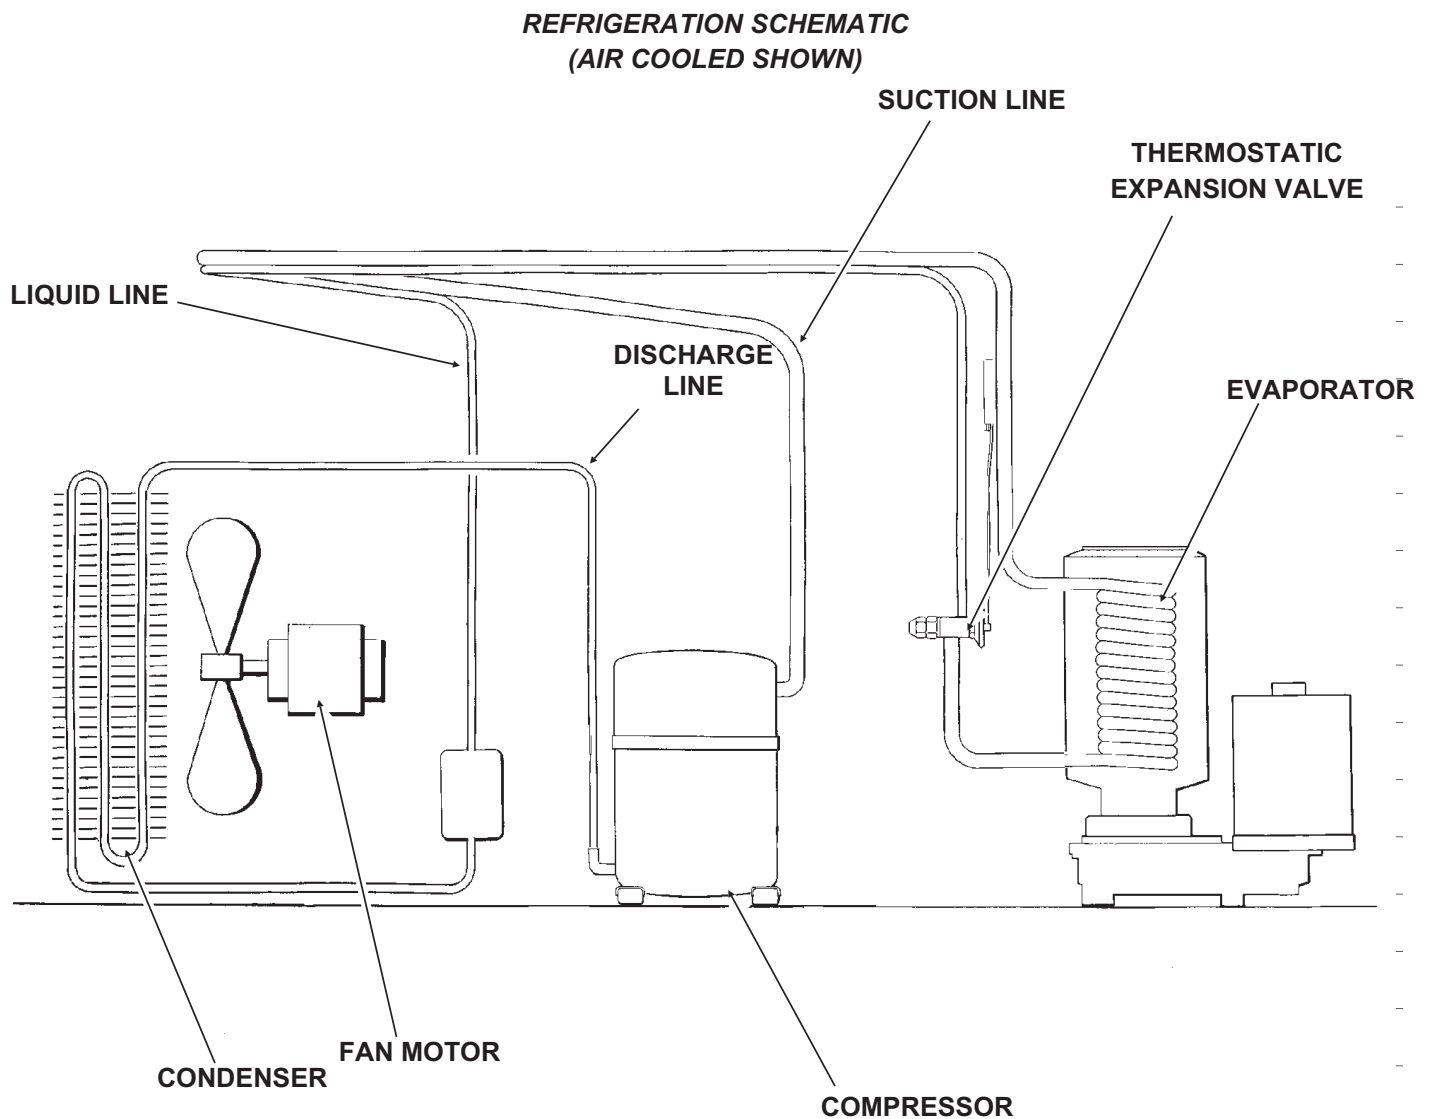 REFRIGERATION SCHEMATIC
(AIR COOLED SHOWN)
SUCTION LINE
THERMOSTATIC
EXPANSION VALVE
LIQUID LINE
DISCHARGE
LINE
EVAPORATOR
FAN MOTOR
CONDENSER
COMPRESSOR